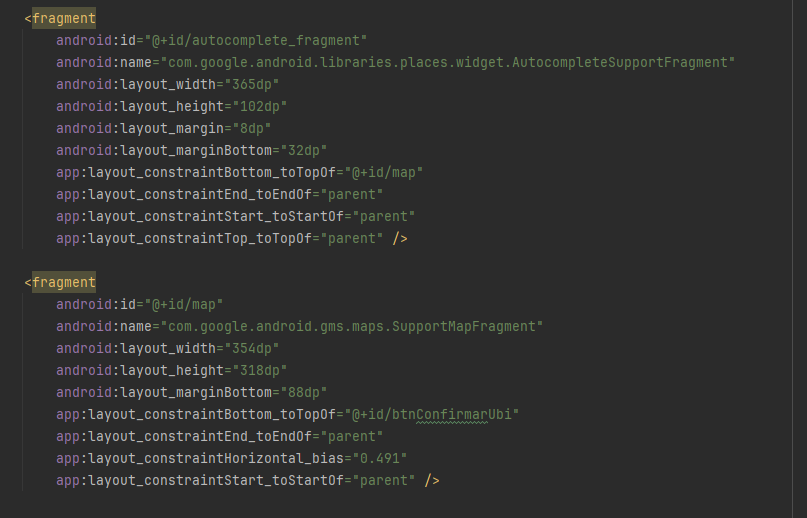 <fragment
android:id="@+id/autocomplete_fragment"
android:name="com.google.android.libraries.places.widget.AutocompleteSupportFragment"
android:layout_width="365dp"
android:layout_height="102dp"
android:layout_margin="8dp"
android:layout_marginBottom="32dp"
app:layout_constraintBottom_toTopOf="@+id/map"
app:layout_constraintEnd_toEndOf="parent"
app:layout_constraintStart_toStartOf="parent"
app:layout_constraintTop_toTopOf="parent" />
<fragment
android:id="@+id/map"
android:name="com.google.android.gms.maps.SupportMapFragment"
android:layout_width="354dp"
android:layout_height="318dp"
android:layout_marginBottom="88dp"
app:layout_constraintBottom_toTopOf="@+id/btnConfirmarUbi"
app:layout_constraintEnd_toEndOf="parent"
app:layout_constraintHorizontal_bias="0.491"
app:layout_constraintStart_toStartOf="parent" />